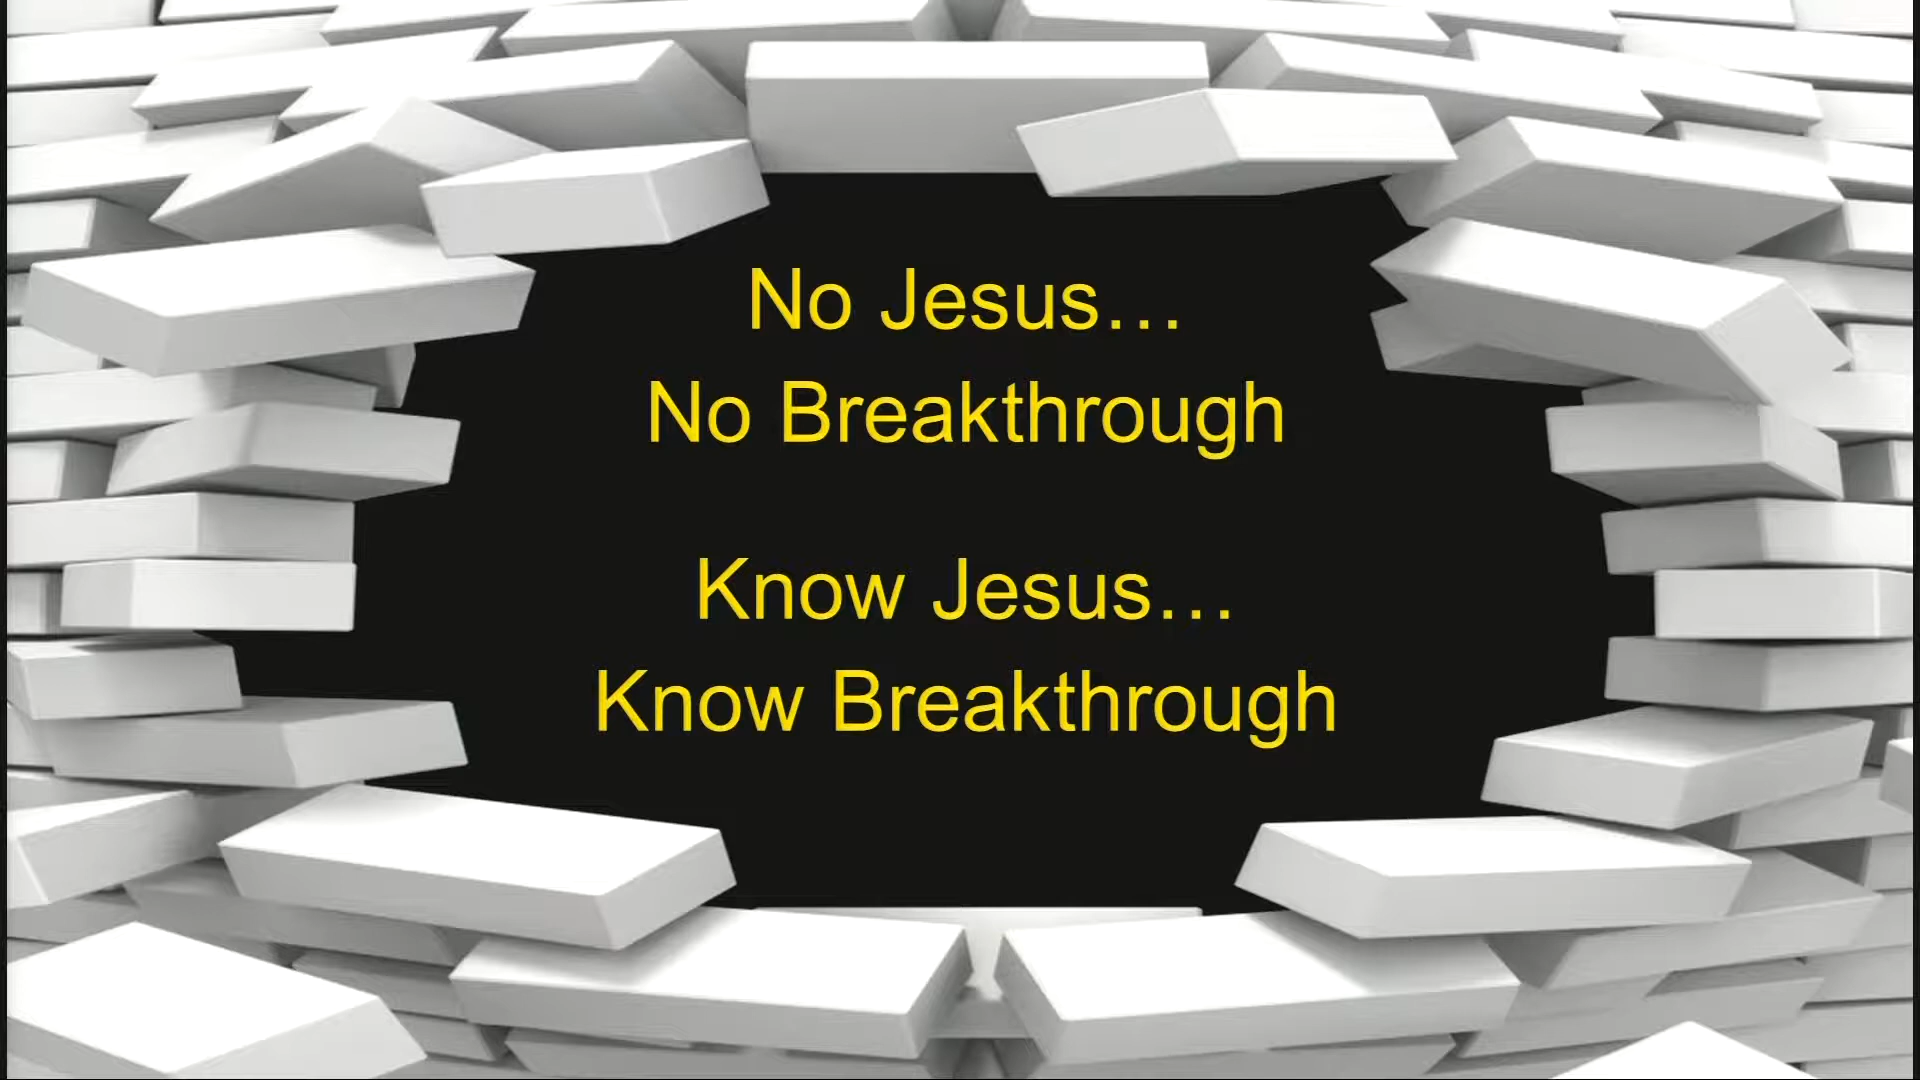 No Jesus…
No Breakthrough
Know Jesus…
Know Breakthrough